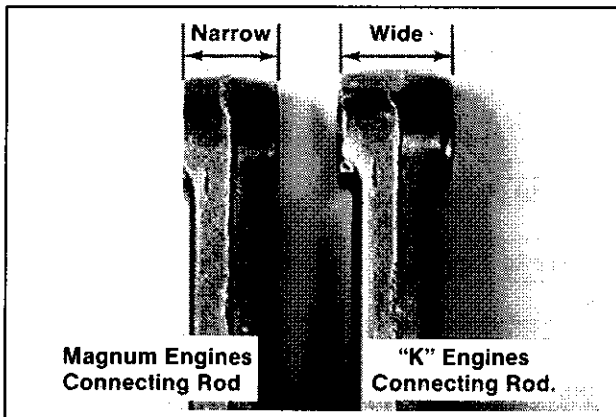 Narrow
Wide
Magnum Engines
Connecting Rod
"K" Engines
Connecting Rod.